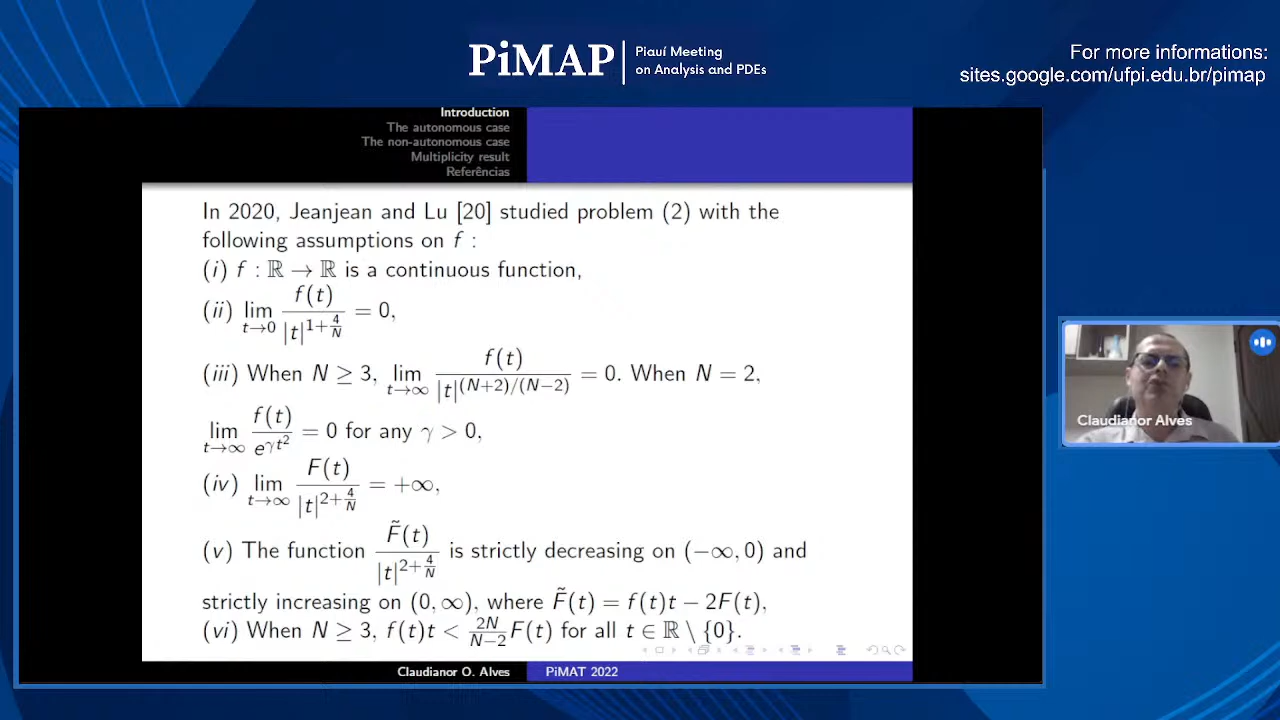 PiMAP
Piauí Meeting
on Analysis and PDEs
For more informations:
sites.google.com/ufpi.edu.br/pimap
Introduction
The autonomous case
The non-autonomous case
Multiplicity result
Referências
In 2020, Jeanjean and Lu [20] studied problem (2) with the
following assumptions on f :
(i) f : ℝ → ℝ is a continuous function,
(ii) lim_{t→0} f(t)/|t|^{1+4/N} = 0,
(iii) When N ≥ 3, lim_{t→∞} f(t)/|t|^{(N+2)/(N−2)} = 0. When N = 2,
lim_{t→∞} f(t)/e^{γt²} = 0 for any γ > 0,
(iv) lim_{t→∞} F(t)/|t|^{2+4/N} = +∞,
(v) The function F̃(t)/|t|^{2+4/N} is strictly decreasing on (−∞, 0) and
strictly increasing on (0, ∞), where F̃(t) = f(t)t − 2F(t),
(vi) When N ≥ 3, f(t)t < 2N/(N−2) F(t) for all t ∈ ℝ \ {0}.
Claudianor O. Alves
PiMAT 2022
Claudianor Alves